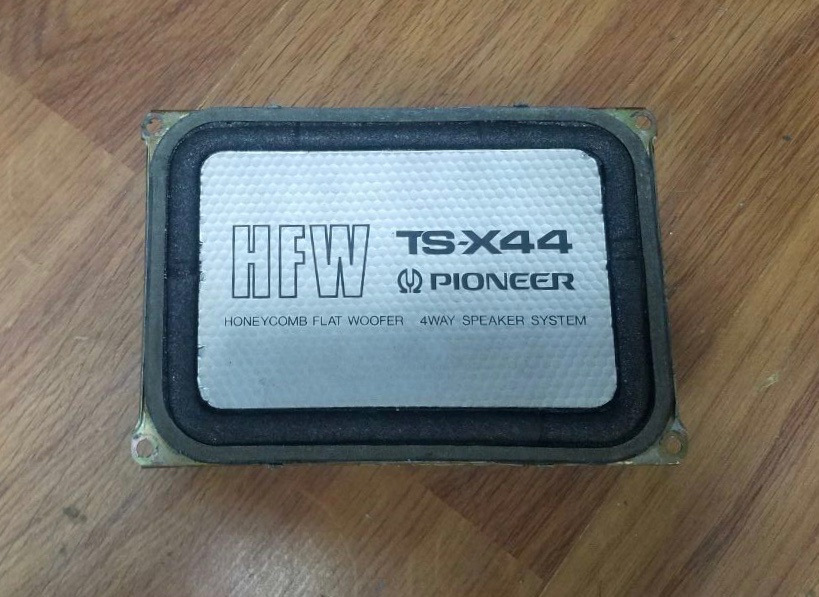 HFW TS-X44
PIONEER
HONEYCOMB FLAT WOOFER 4WAY SPEAKER SYSTEM